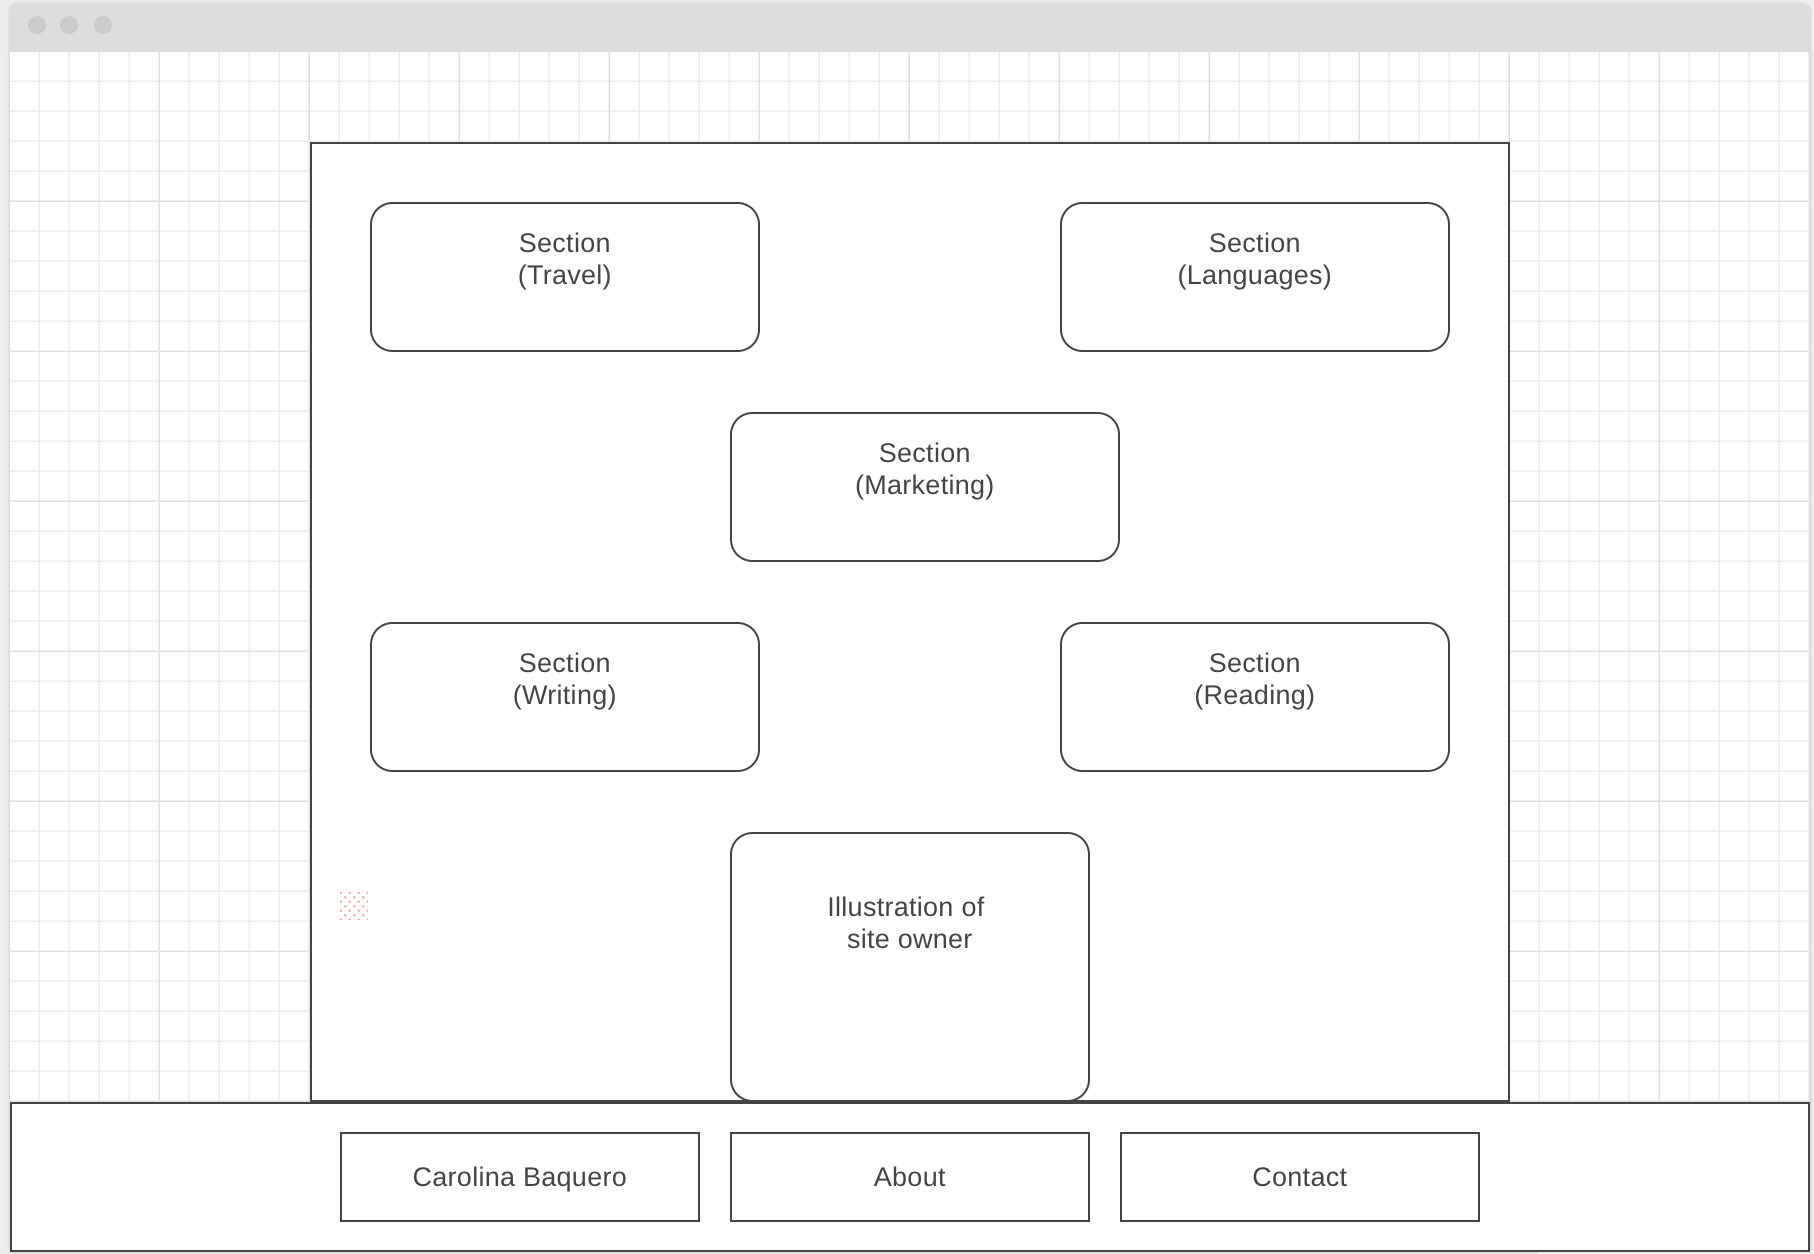 Section
(Travel)
Section
(Languages)
Section
(Marketing)
Section
(Writing)
Section
(Reading)
Illustration of
site owner
Carolina Baquero
About
Contact